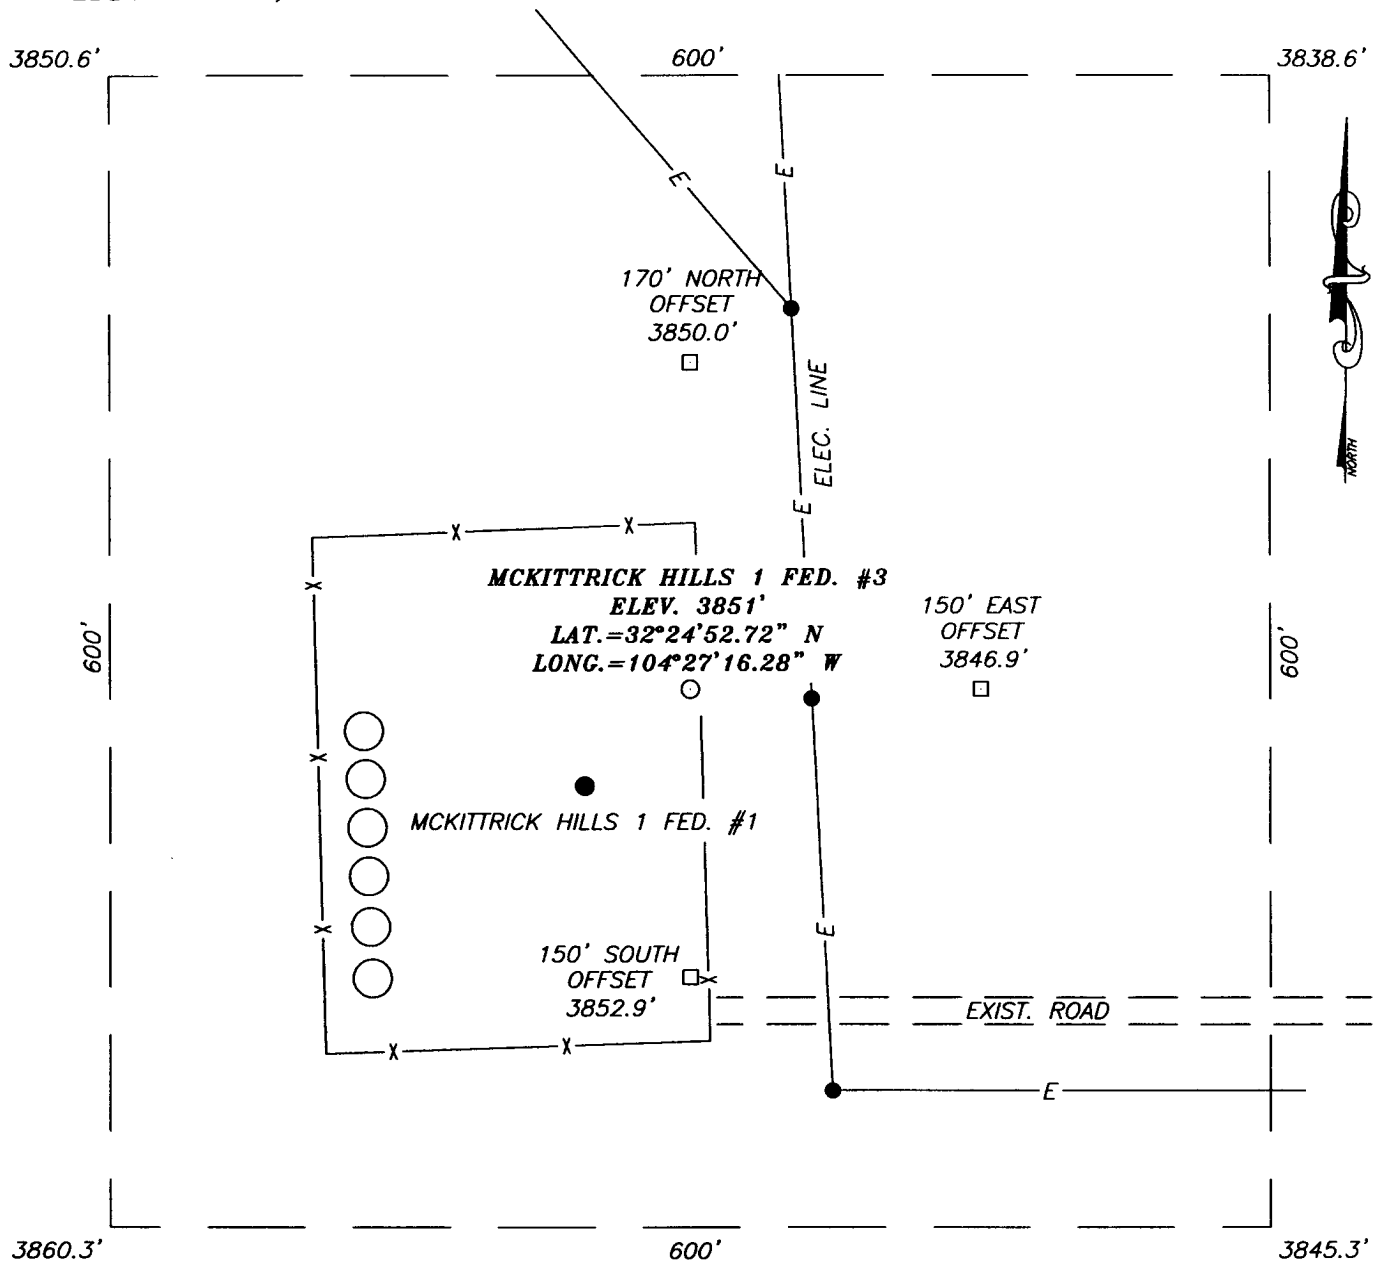 3850.6'
600'
3838.6'
E
E
170' NORTH
OFFSET
3850.0'
ELEC. LINE
NORTH
E
X
X
X
MCKITTRICK HILLS 1 FED. #3
ELEV. 3851'
LAT.=32°24'52.72" N
LONG.=104°27'16.28" W
150' EAST
OFFSET
3846.9'
600'
600'
X
MCKITTRICK HILLS 1 FED. #1
X
E
150' SOUTH
OFFSET
3852.9'
X
EXIST. ROAD
X
X
E
3860.3'
600'
3845.3'